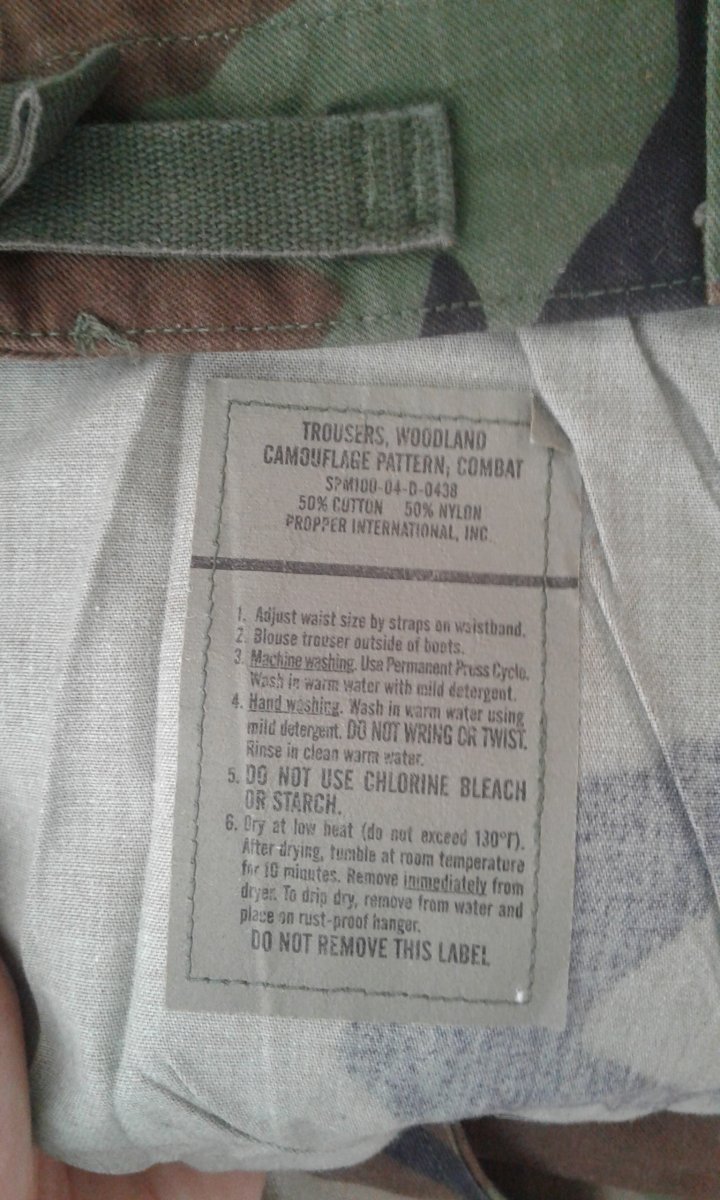 TROUSERS, WOODLAND
CAMOUFLAGE PATTERN, COMBAT
SPM100-04-D-0438
50% COTTON 50% NYLON
PROPPER INTERNATIONAL, INC.
1. Adjust waist size by straps on waistband.
2. Blouse trouser outside of boots.
3. Machine washing. Use Permanent Press Cycle.
Wash in warm water with mild detergent.
4. Hand washing. Wash in warm water using
mild detergent. DO NOT WRING OR TWIST.
Rinse in clean warm water.
5. DO NOT USE CHLORINE BLEACH
OR STARCH.
6. Dry at low heat (do not exceed 130°F).
After drying, tumble at room temperature
for 10 minutes. Remove immediately from
dryer. To drip dry, remove from water and
place on rust-proof hanger.
DO NOT REMOVE THIS LABEL